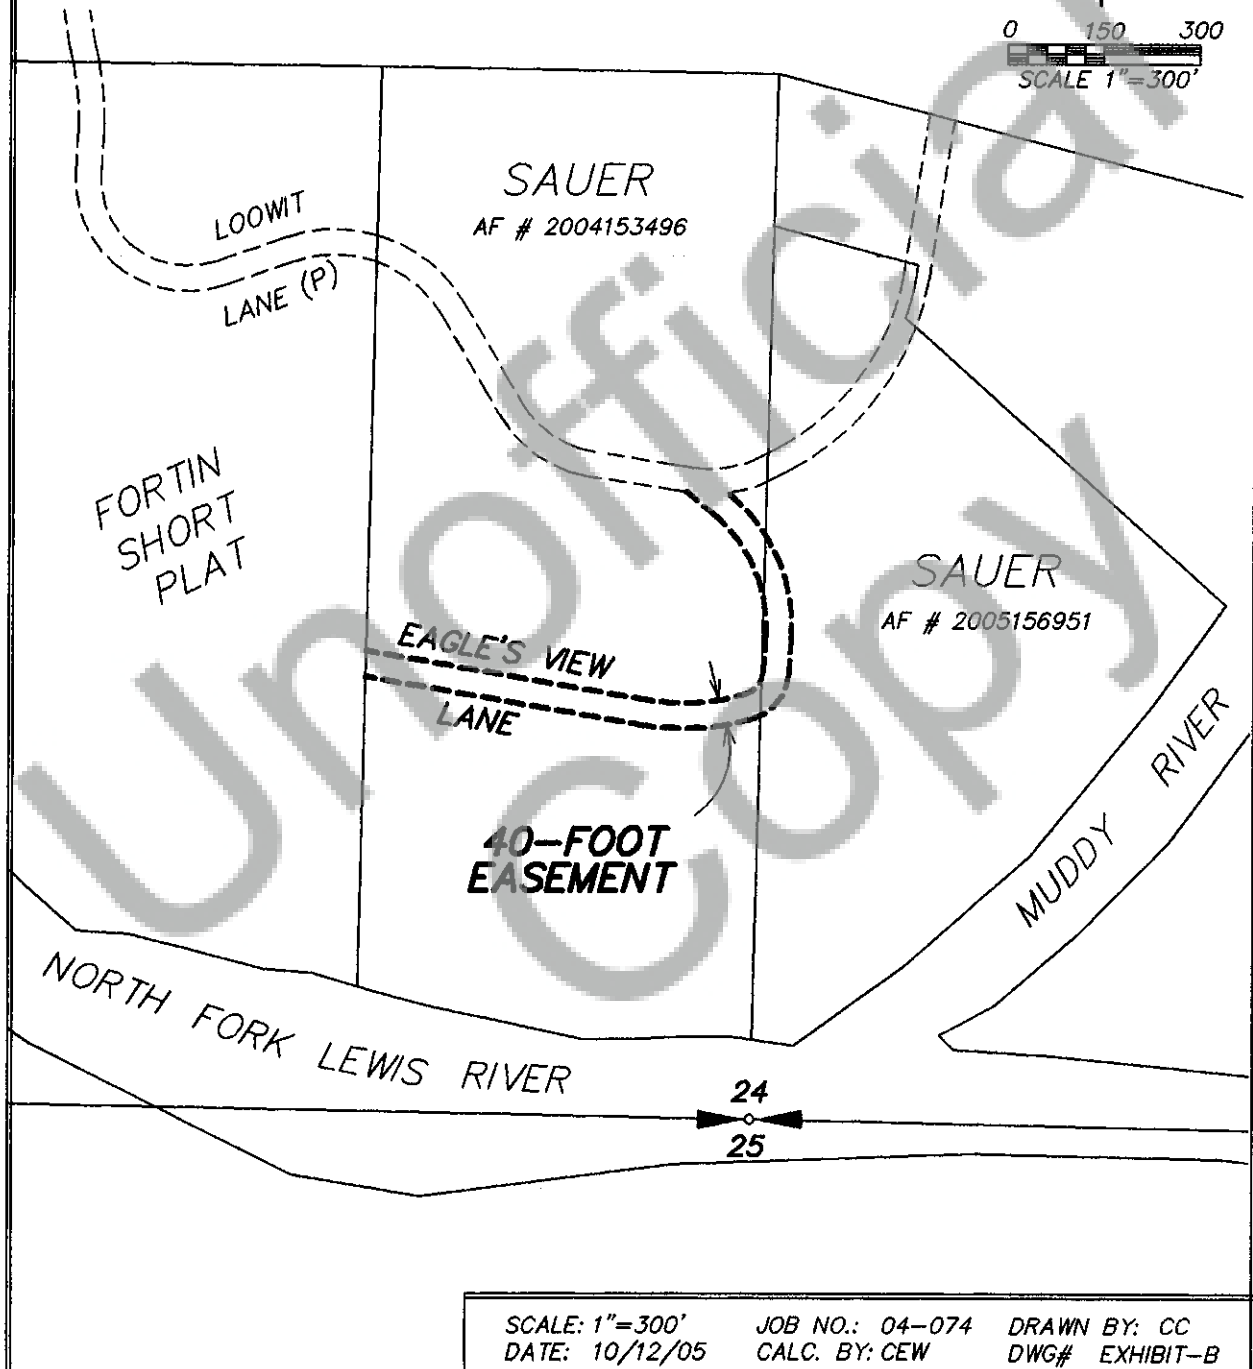 0 150 300
SCALE 1"=300'
SAUER
AF # 2004153496
LOOWIT
LANE (P)
FORTIN
SHORT
PLAT
SAUER
AF # 2005156951
EAGLE'S VIEW
LANE
40-FOOT
EASEMENT
MUDDY RIVER
NORTH FORK LEWIS RIVER
24
25
Unofficial
Copy
SCALE: 1"=300' JOB NO.: 04-074 DRAWN BY: CC
DATE: 10/12/05 CALC. BY: CEW DWG# EXHIBIT-B